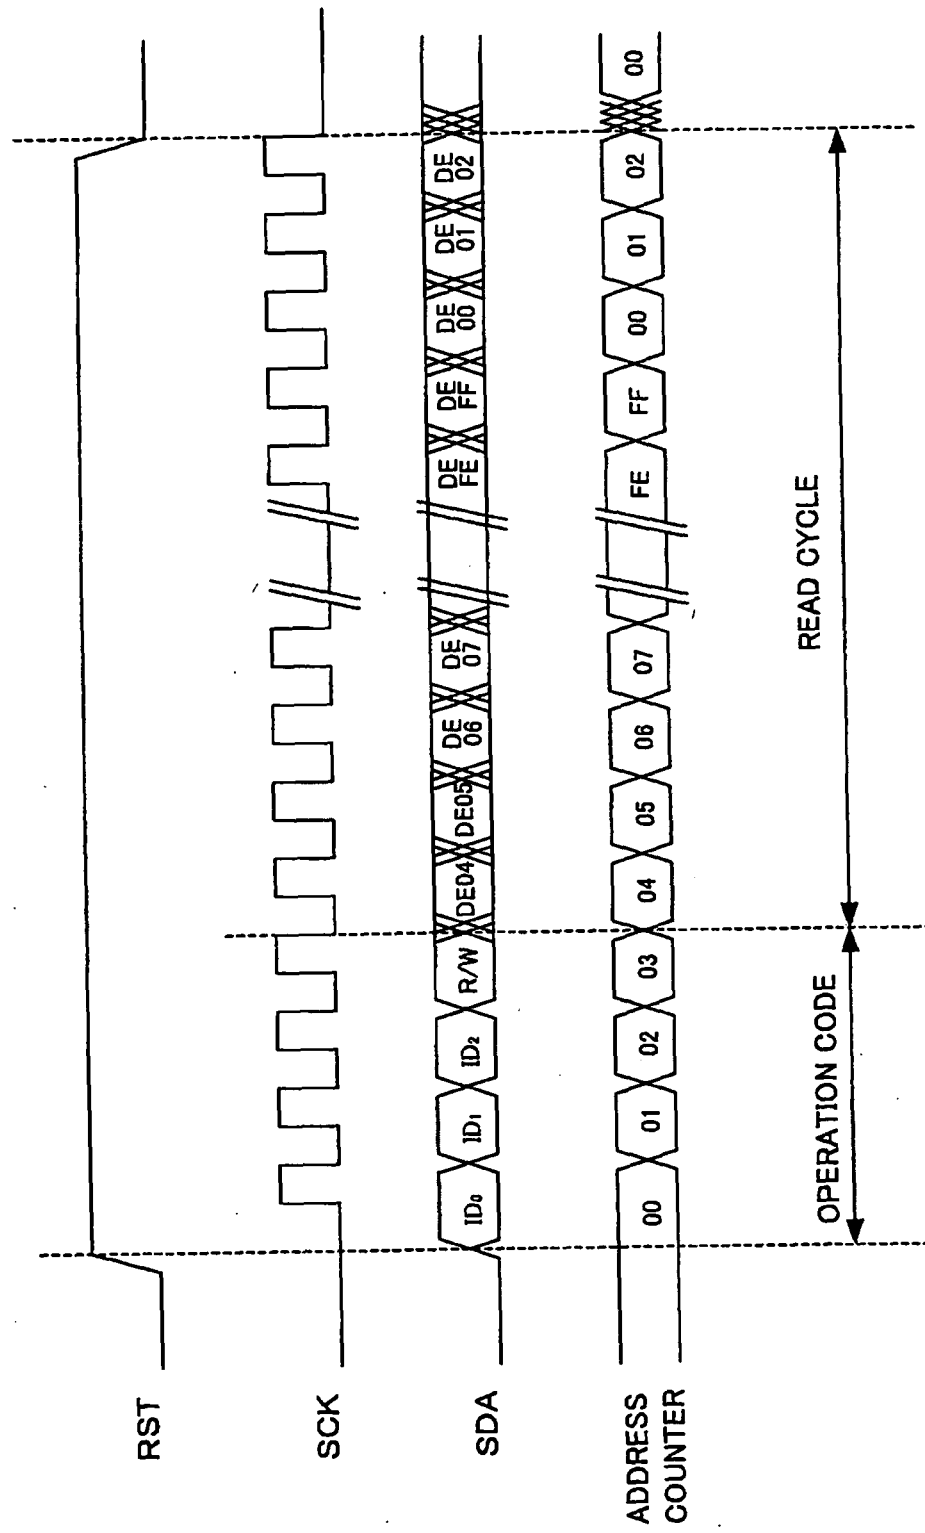 RST
SCK
SDA
ID0 ID1 ID2 R/W DE04 DE05 DE 06 DE 07 DE FE DE FF DE 00 DE 01 DE 02
ADDRESS
COUNTER
00 01 02 03 04 05 06 07 FE FF 00 01 02 00
OPERATION CODE
READ CYCLE